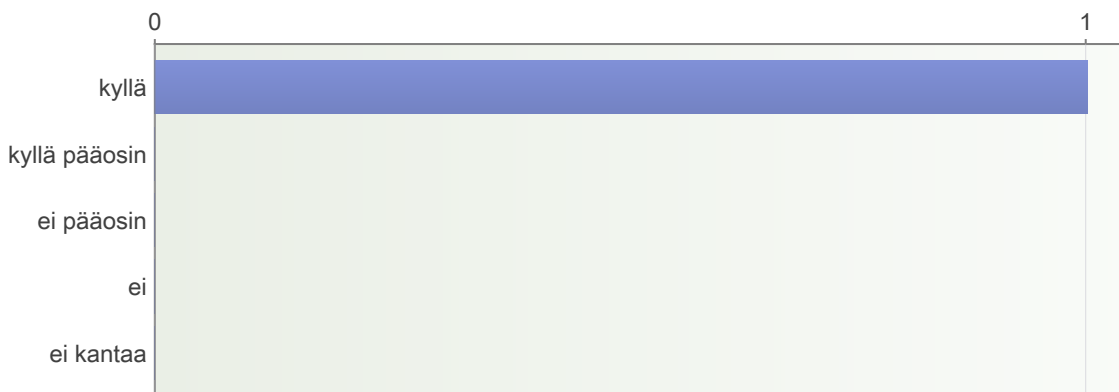 0 1
kyllä
kyllä pääosin
ei pääosin
ei
ei kantaa